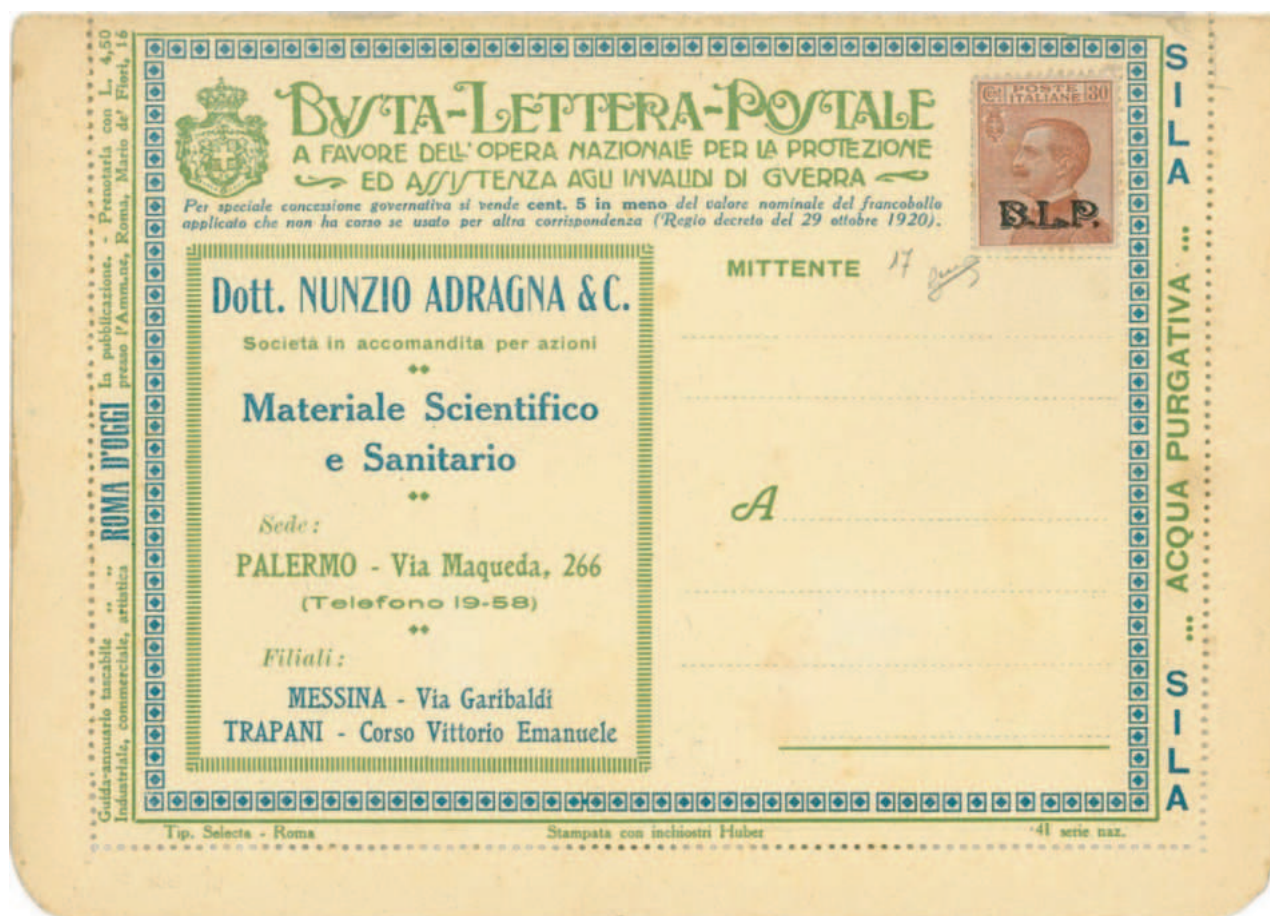 BVSTA-LETTERA-POSTALE
A FAVORE DELL'OPERA NAZIONALE PER LA PROTEZIONE
ED ASSISTENZA AGLI INVALIDI DI GVERRA
Per speciale concessione governativa si vende cent. 5 in meno del valore nominale del francobollo
applicato che non ha corso se usato per altra corrispondenza (Regio decreto del 29 ottobre 1920).
POSTE
ITALIANE
30
B.L.P.
Dott. NUNZIO ADRAGNA & C.
Società in accomandita per azioni
Materiale Scientifico
e Sanitario
Sede:
PALERMO - Via Maqueda, 266
(Telefono 19-58)
Filiali:
MESSINA - Via Garibaldi
TRAPANI - Corso Vittorio Emanuele
MITTENTE 17
A
Tip. Selecta - Roma
Stampata con inchiostri Huber
41 serie naz.
Guida-annuario tascabile ,, ,, ROMA D'OGGI In pubblicazione. - Prenotarla con L. 4,50
Industriale, commerciale, artistica presso l'Amm.ne, Roma, Mario de' Fiori, 16
SILA ... ACQUA PURGATIVA ... SILA